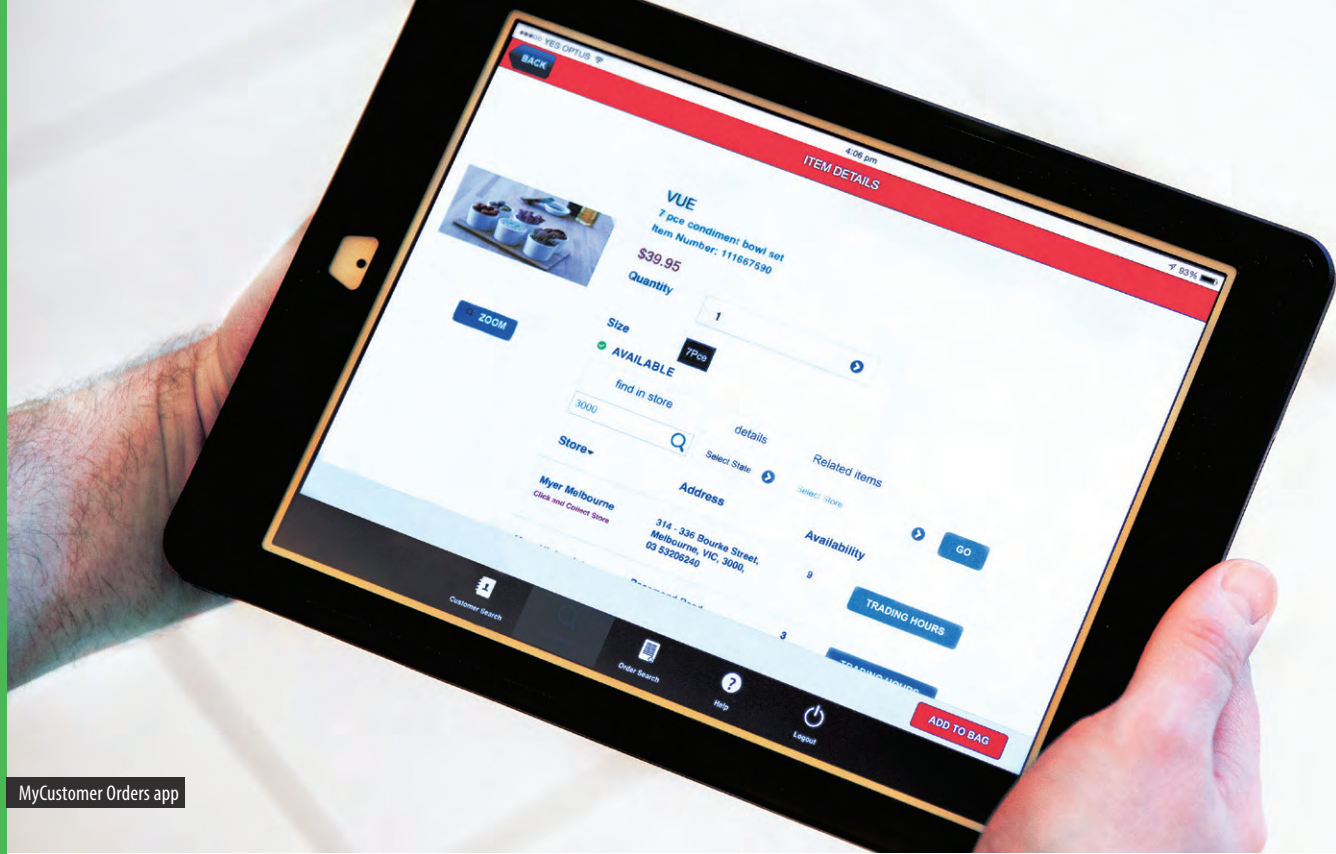 YES OPTUS
4:06 pm
93%
BACK
ITEM DETAILS
VUE
7 pce condiment bowl set
Item Number: 111667590
$39.95
Quantity
1
Size
7Pce
AVAILABLE
find in store
details
Related items
3000
Select State
Select Store
GO
Store
Address
Availability
Myer Melbourne
Click and Collect Store
314 - 336 Bourke Street,
Melbourne, VIC, 3000,
03 53206240
9
TRADING HOURS
3
TRADING HOURS
ZOOM
ADD TO BAG
Customer Search
Order Search
Help
Logout
MyCustomer Orders app